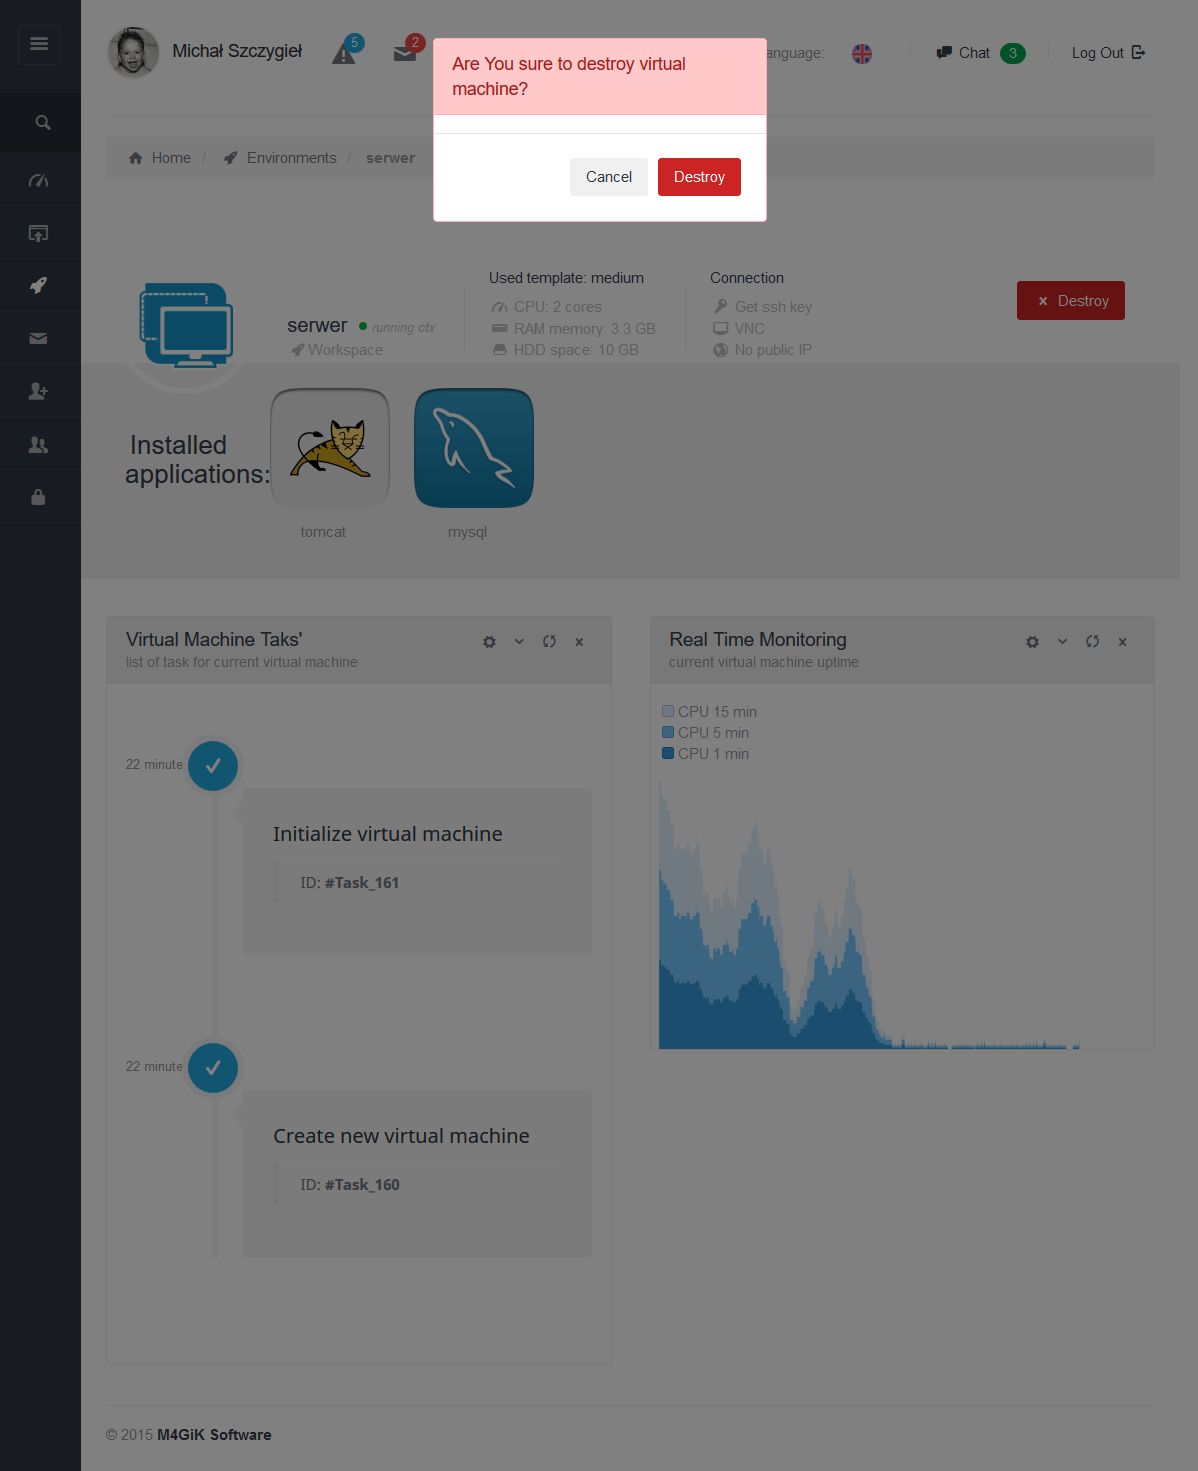 Michał Szczygieł
5
2
anguage:
Chat
3
Log Out
Are You sure to destroy virtual
machine?
Cancel
Destroy
Home / Environments / serwer
serwer
running ctx
Workspace
Used template: medium
CPU: 2 cores
RAM memory: 3.3 GB
HDD space: 10 GB
Connection
Get ssh key
VNC
No public IP
Destroy
Installed
applications:
tomcat
mysql
Virtual Machine Taks'
list of task for current virtual machine
22 minute
Initialize virtual machine
ID: #Task_161
22 minute
Create new virtual machine
ID: #Task_160
Real Time Monitoring
current virtual machine uptime
CPU 15 min
CPU 5 min
CPU 1 min
© 2015 M4GiK Software